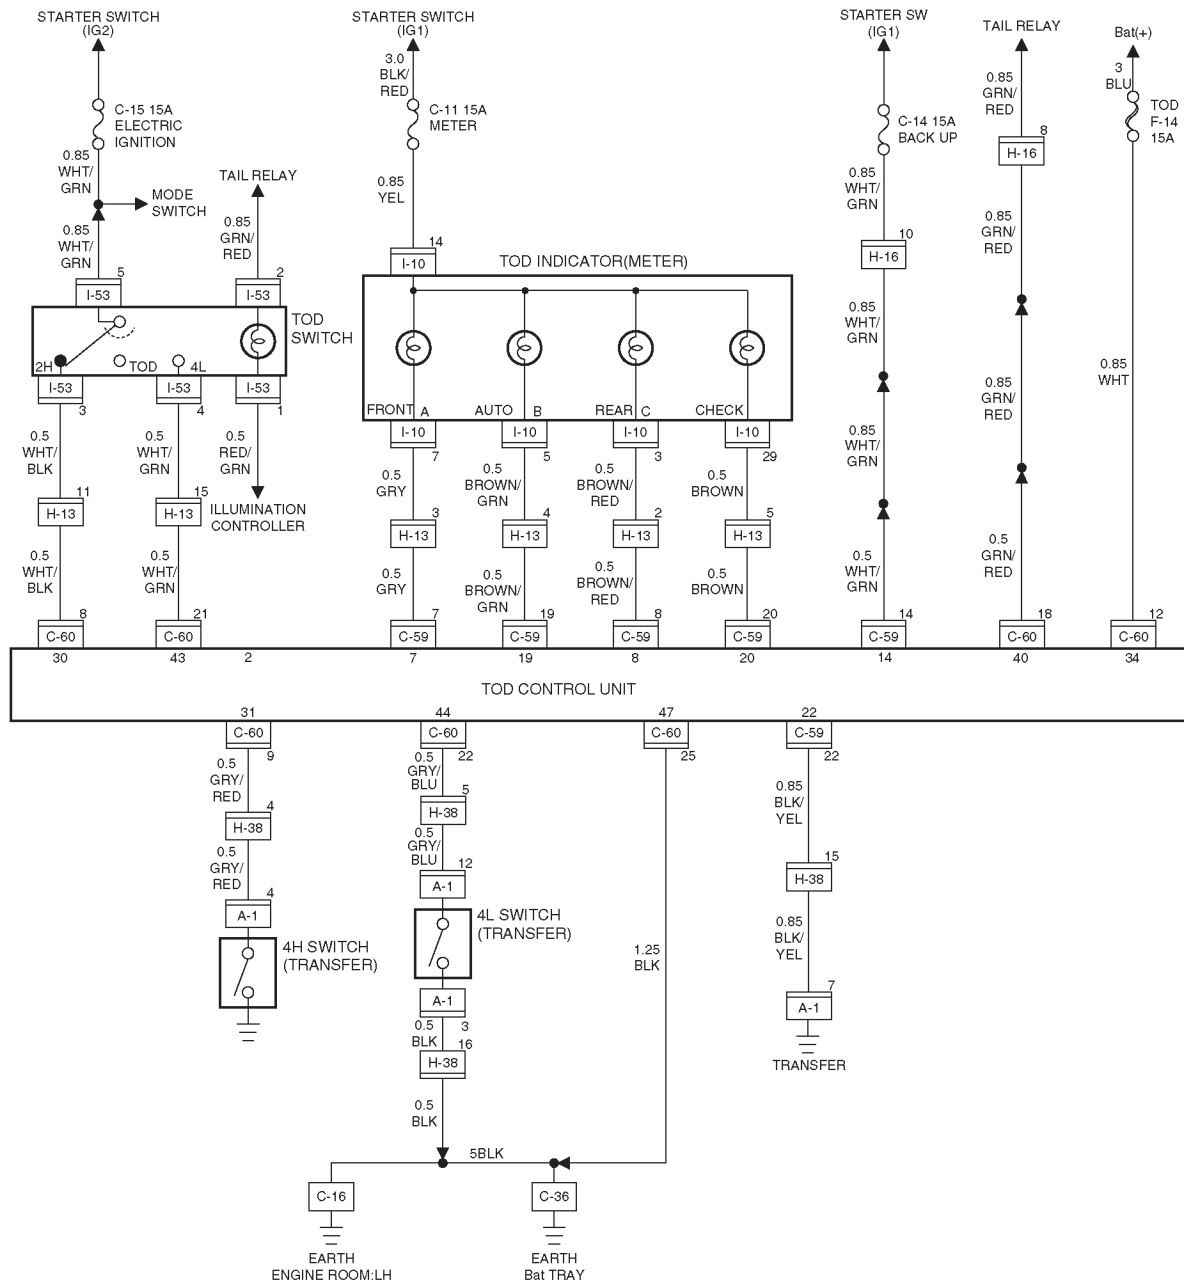 STARTER SWITCH
(IG2)
STARTER SWITCH
(IG1)
STARTER SW
(IG1)
TAIL RELAY
Bat(+)
C-15 15A
ELECTRIC
IGNITION
3.0
BLK/
RED
C-11 15A
METER
C-14 15A
BACK UP
0.85
GRN/
RED
8
H-16
3
BLU
TOD
F-14
15A
0.85
WHT/
GRN
MODE
SWITCH
TAIL RELAY
0.85
YEL
0.85
WHT/
GRN
0.85
GRN/
RED
0.85
WHT/
GRN
0.85
GRN/
RED
10
H-16
5
I-53
2
I-53
14
I-10
TOD INDICATOR(METER)
0.85
WHT/
GRN
TOD
SWITCH
2H
TOD
4L
0.85
GRN/
RED
0.85
WHT
I-53
3
I-53
4
I-53
1
FRONT A
AUTO B
REAR C
CHECK
I-10
7
I-10
5
I-10
3
I-10
29
0.85
WHT/
GRN
0.5
WHT/
BLK
0.5
WHT/
GRN
0.5
RED/
GRN
0.5
GRY
0.5
BROWN/
GRN
0.5
BROWN/
RED
0.5
BROWN
11
H-13
15
H-13
ILLUMINATION
CONTROLLER
3
H-13
4
H-13
2
H-13
5
H-13
0.5
WHT/
BLK
0.5
WHT/
GRN
0.5
GRY
0.5
BROWN/
GRN
0.5
BROWN/
RED
0.5
BROWN
0.5
WHT/
GRN
0.5
GRN/
RED
8
C-60
21
C-60
7
C-59
19
C-59
8
C-59
20
C-59
14
C-59
18
C-60
12
C-60
30
43
2
7
19
8
20
14
40
34
TOD CONTROL UNIT
31
44
47
22
C-60
9
C-60
22
C-60
25
C-59
22
0.5
GRY/
RED
0.5
GRY/
BLU
0.85
BLK/
YEL
4
H-38
5
H-38
15
H-38
0.5
GRY/
RED
0.5
GRY/
BLU
4
A-1
12
A-1
4H SWITCH
(TRANSFER)
4L SWITCH
(TRANSFER)
1.25
BLK
0.85
BLK/
YEL
7
A-1
TRANSFER
A-1
3
0.5
BLK
16
H-38
0.5
BLK
5BLK
C-16
C-36
EARTH
ENGINE ROOM:LH
EARTH
Bat TRAY